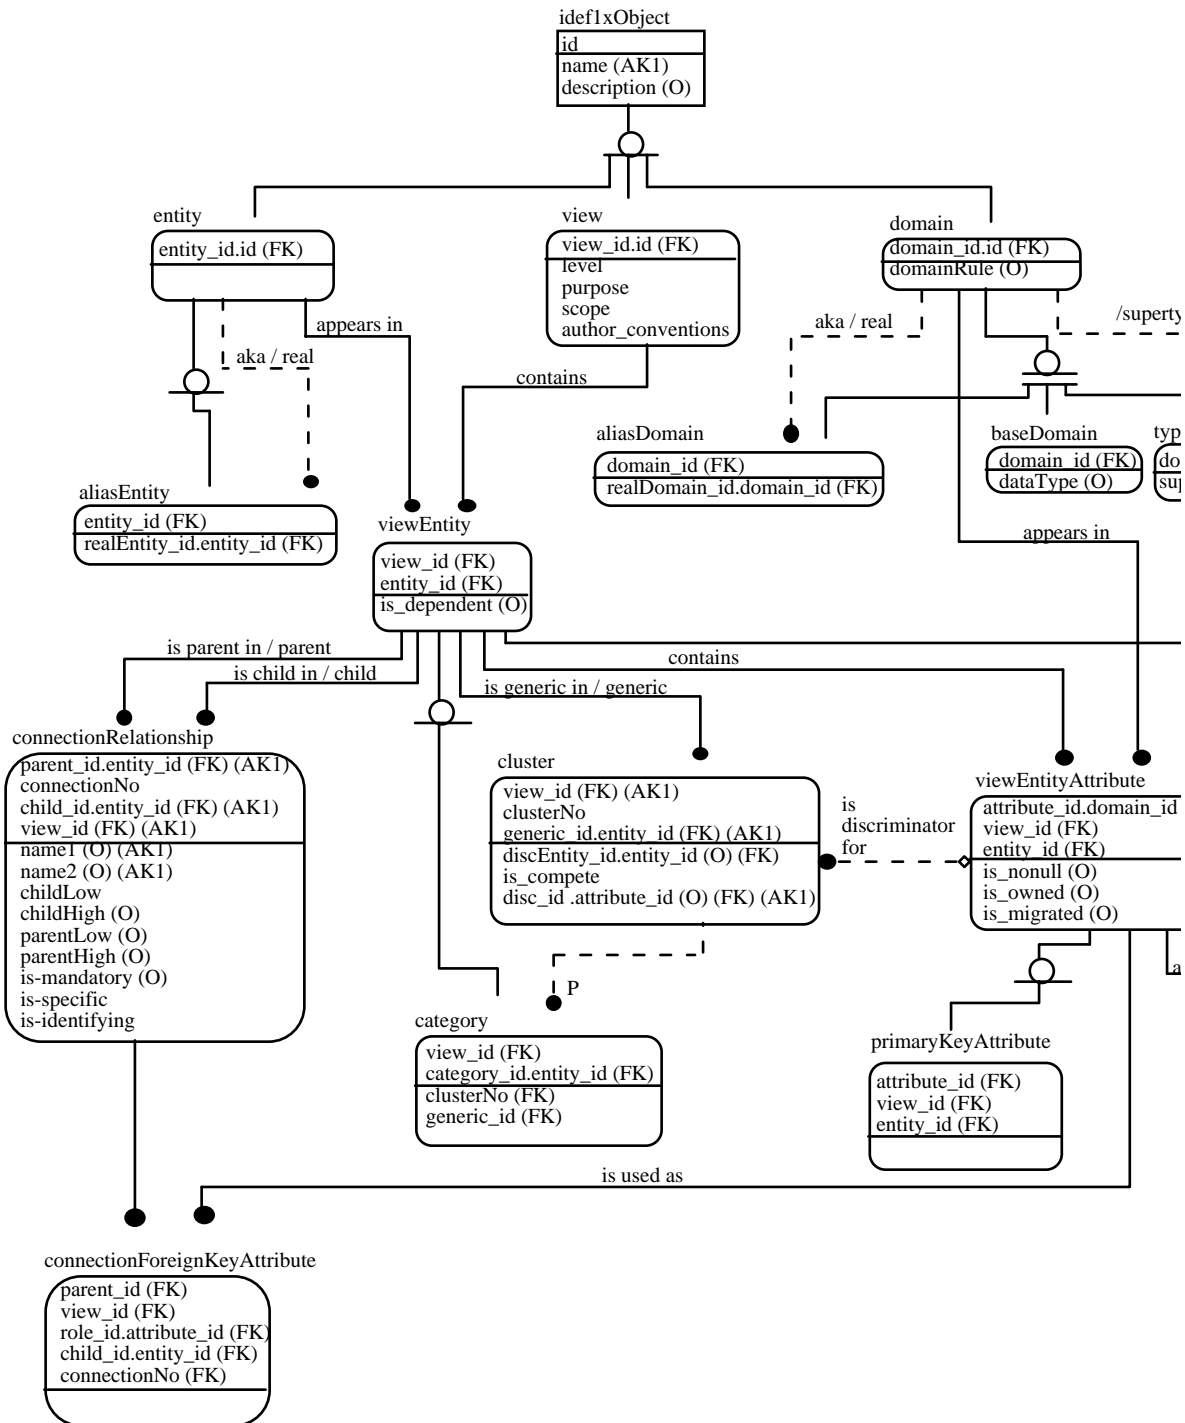 idef1xObject
id
name (AK1)
description (O)
entity
entity_id.id (FK)
view
view_id.id (FK)
level
purpose
scope
author_conventions
domain
domain_id.id (FK)
domainRule (O)
appears in
aka / real
contains
aka / real
/superty
aliasEntity
entity_id (FK)
realEntity_id.entity_id (FK)
aliasDomain
domain_id (FK)
realDomain_id.domain_id (FK)
baseDomain
domain_id (FK)
dataType (O)
typ
do
sup
viewEntity
view_id (FK)
entity_id (FK)
is_dependent (O)
appears in
is parent in / parent
is child in / child
is generic in / generic
contains
connectionRelationship
parent_id.entity_id (FK) (AK1)
connectionNo
child_id.entity_id (FK) (AK1)
view_id (FK) (AK1)
name1 (O) (AK1)
name2 (O) (AK1)
childLow
childHigh (O)
parentLow (O)
parentHigh (O)
is-mandatory (O)
is-specific
is-identifying
cluster
view_id (FK) (AK1)
clusterNo
generic_id.entity_id (FK) (AK1)
discEntity_id.entity_id (O) (FK)
is_compete
disc_id .attribute_id (O) (FK) (AK1)
is
discriminator
for
viewEntityAttribute
attribute_id.domain_id
view_id (FK)
entity_id (FK)
is_nonull (O)
is_owned (O)
is_migrated (O)
a
P
category
view_id (FK)
category_id.entity_id (FK)
clusterNo (FK)
generic_id (FK)
primaryKeyAttribute
attribute_id (FK)
view_id (FK)
entity_id (FK)
is used as
connectionForeignKeyAttribute
parent_id (FK)
view_id (FK)
role_id.attribute_id (FK)
child_id.entity_id (FK)
connectionNo (FK)